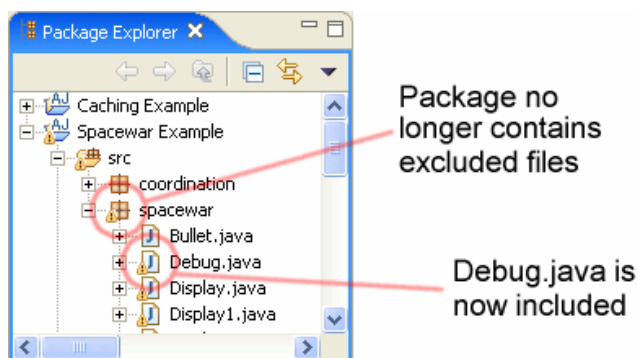 Package Explorer
Caching Example
Spacewar Example
src
coordination
spacewar
Bullet.java
Debug.java
Display.java
Display1.java
Package no
longer contains
excluded files
Debug.java is
now included